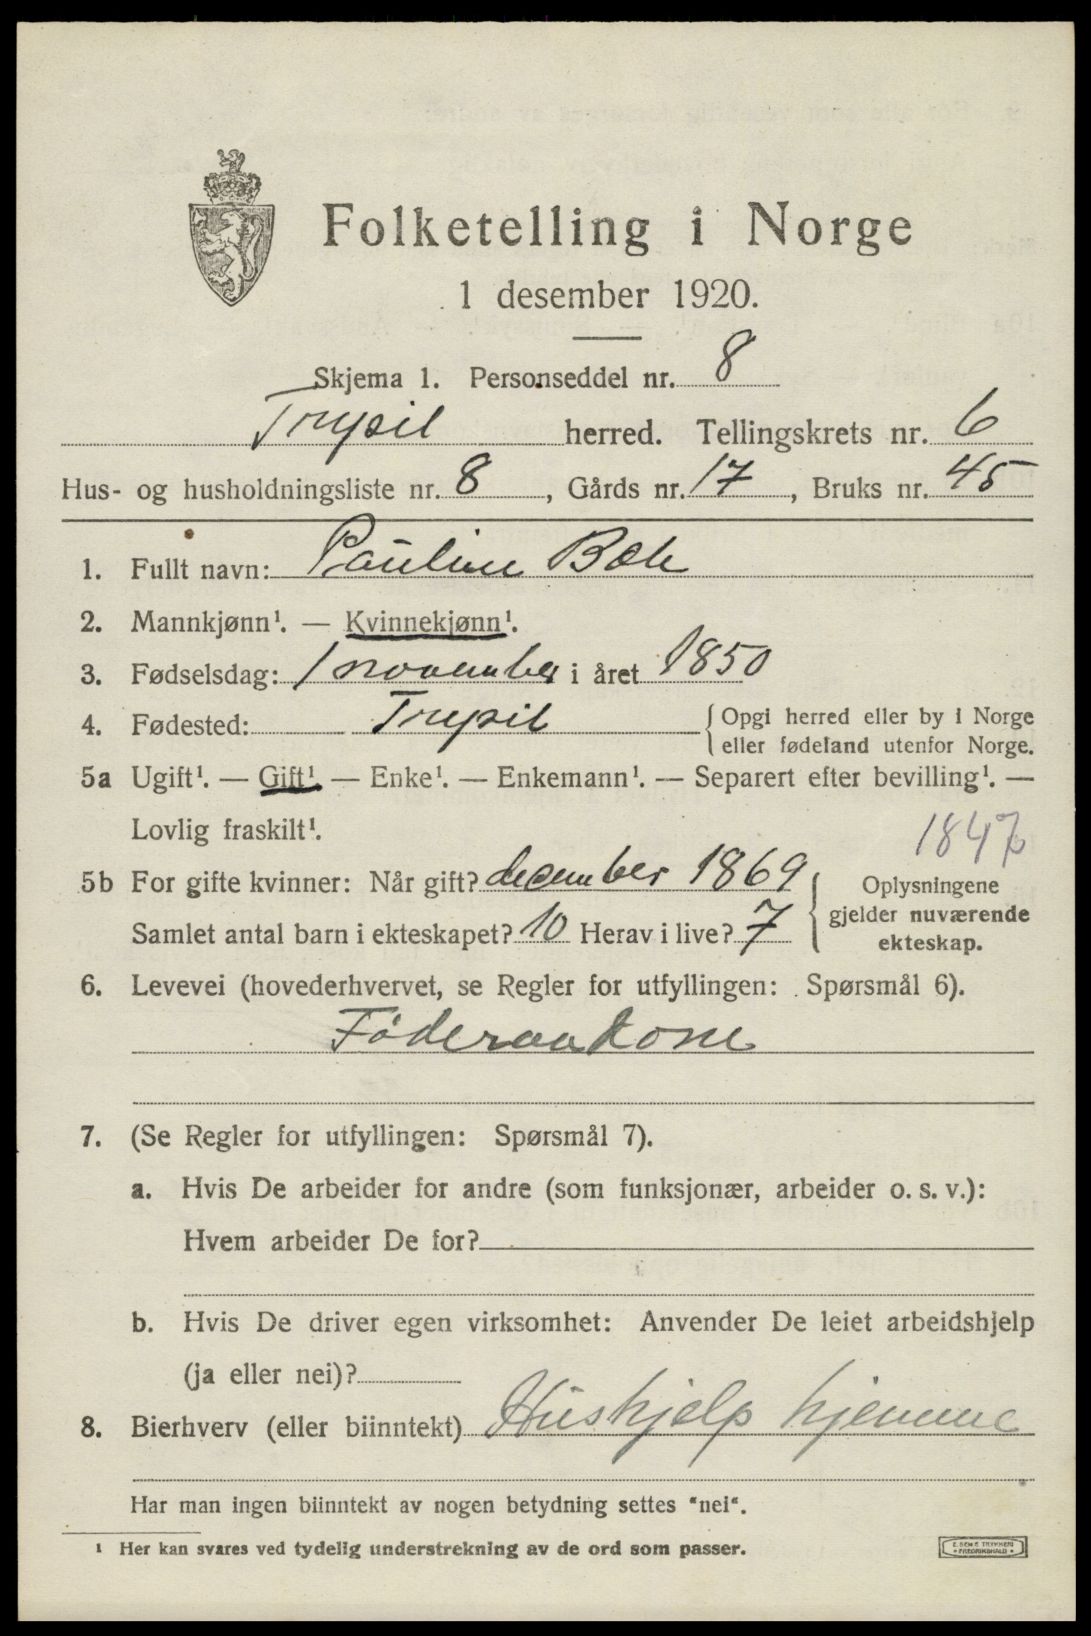 Folketelling i Norge
1 desember 1920.
Skjema 1. Personseddel nr. 8
Trysil herred. Tellingskrets nr. 6
Hus- og husholdningsliste nr. 8, Gårds nr. 17, Bruks nr. 45
1. Fullt navn: Pauline Bæk
2. Mannkjønn¹. — Kvinnekjønn¹.
3. Fødselsdag: 1 november i året 1850
4. Fødested: Trysil {Opgi herred eller by i Norge
eller fødeland utenfor Norge.
5a Ugift¹. — Gift¹. — Enke¹. — Enkemann¹. — Separert efter bevilling¹. —
Lovlig fraskilt¹.
1847
5b For gifte kvinner: Når gift? december 1869
Samlet antal barn i ekteskapet? 10 Herav i live? 7
{Oplysningene
gjelder nuværende
ekteskap.
6. Levevei (hovederhvervet, se Regler for utfyllingen: Spørsmål 6).
Föderaakone
7. (Se Regler for utfyllingen: Spørsmål 7).
a. Hvis De arbeider for andre (som funksjonær, arbeider o. s. v.):
Hvem arbeider De for?
b. Hvis De driver egen virksomhet: Anvender De leiet arbeidshjelp
(ja eller nei)?
8. Bierhverv (eller biinntekt) Hushjelp hjemme
Har man ingen biinntekt av nogen betydning settes "nei".
¹ Her kan svares ved tydelig understrekning av de ord som passer.